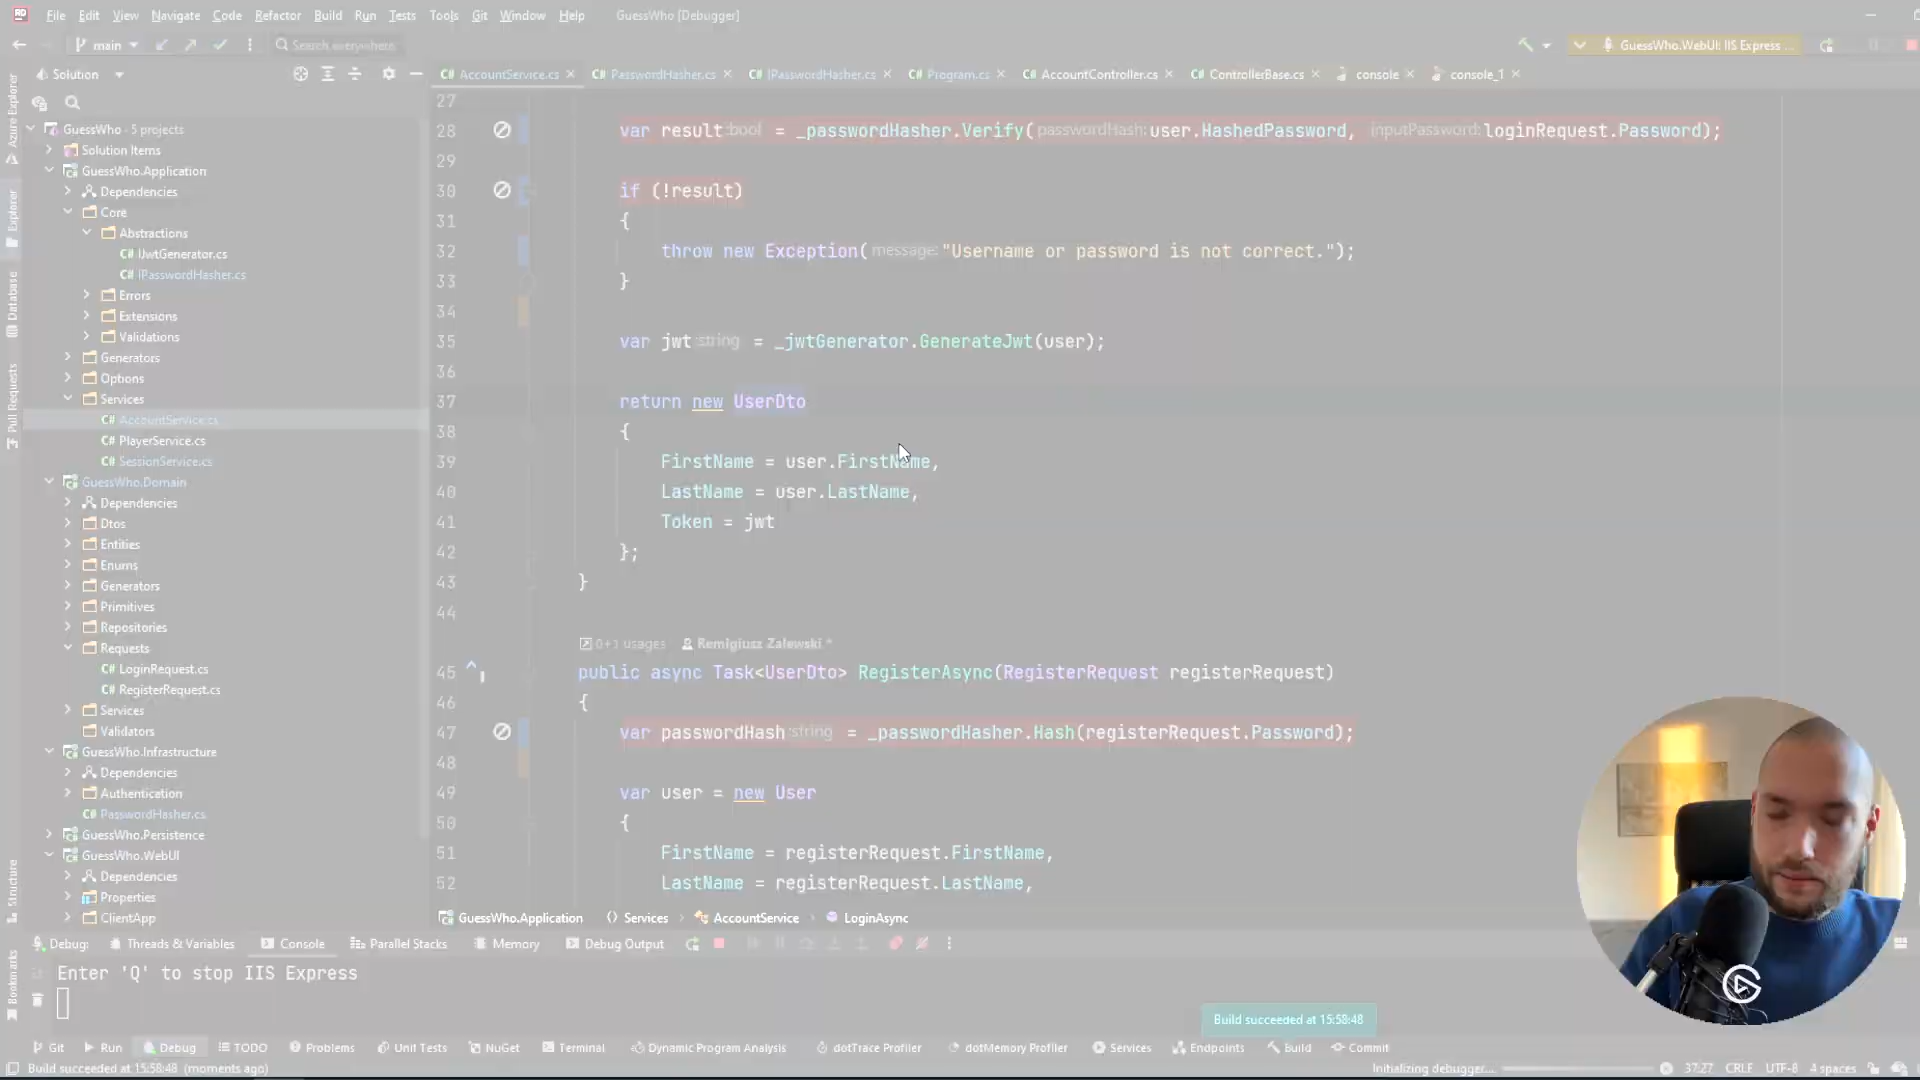 File Edit View Navigate Code Refactor Build Run Tests Tools Git Window Help GuessWho [Debugger]
main Search everywhere GuessWho.WebUI: IIS Express ...
Solution
AccountService.cs PasswordHasher.cs IPasswordHasher.cs Program.cs AccountController.cs ControllerBase.cs console console_1
Azure Explorer
Explorer
Database
Pull Requests
Structure
Bookmarks
GuessWho · 5 projects
Solution Items
GuessWho.Application
Dependencies
Core
Abstractions
IJwtGenerator.cs
IPasswordHasher.cs
Errors
Extensions
Validations
Generators
Options
Services
AccountService.cs
PlayerService.cs
SessionService.cs
GuessWho.Domain
Dependencies
Dtos
Entities
Enums
Generators
Primitives
Repositories
Requests
LoginRequest.cs
RegisterRequest.cs
Services
Validators
GuessWho.Infrastructure
Dependencies
Authentication
PasswordHasher.cs
GuessWho.Persistence
GuessWho.WebUI
Dependencies
Properties
ClientApp
27
28 var result:bool = _passwordHasher.Verify(passwordHash: user.HashedPassword, inputPassword: loginRequest.Password);
29
30 if (!result)
31 {
32 throw new Exception(message: "Username or password is not correct.");
33 }
34
35 var jwt:string = _jwtGenerator.GenerateJwt(user);
36
37 return new UserDto
38 {
39 FirstName = user.FirstName,
40 LastName = user.LastName,
41 Token = jwt
42 };
43 }
44
0+1 usages Remigiusz Zalewski *
45 public async Task<UserDto> RegisterAsync(RegisterRequest registerRequest)
46 {
47 var passwordHash:string = _passwordHasher.Hash(registerRequest.Password);
48
49 var user = new User
50 {
51 FirstName = registerRequest.FirstName,
52 LastName = registerRequest.LastName,
GuessWho.Application Services AccountService LoginAsync
Debug: Threads & Variables Console Parallel Stacks Memory Debug Output
Enter 'Q' to stop IIS Express
Build succeeded at 15:58:48
Git Run Debug TODO Problems Unit Tests NuGet Terminal Dynamic Program Analysis dotTrace Profiler dotMemory Profiler Services Endpoints Build Commit
Build succeeded at 15:58:48 (moments ago) Initializing debugger... 37:27 CRLF UTF-8 4 spaces